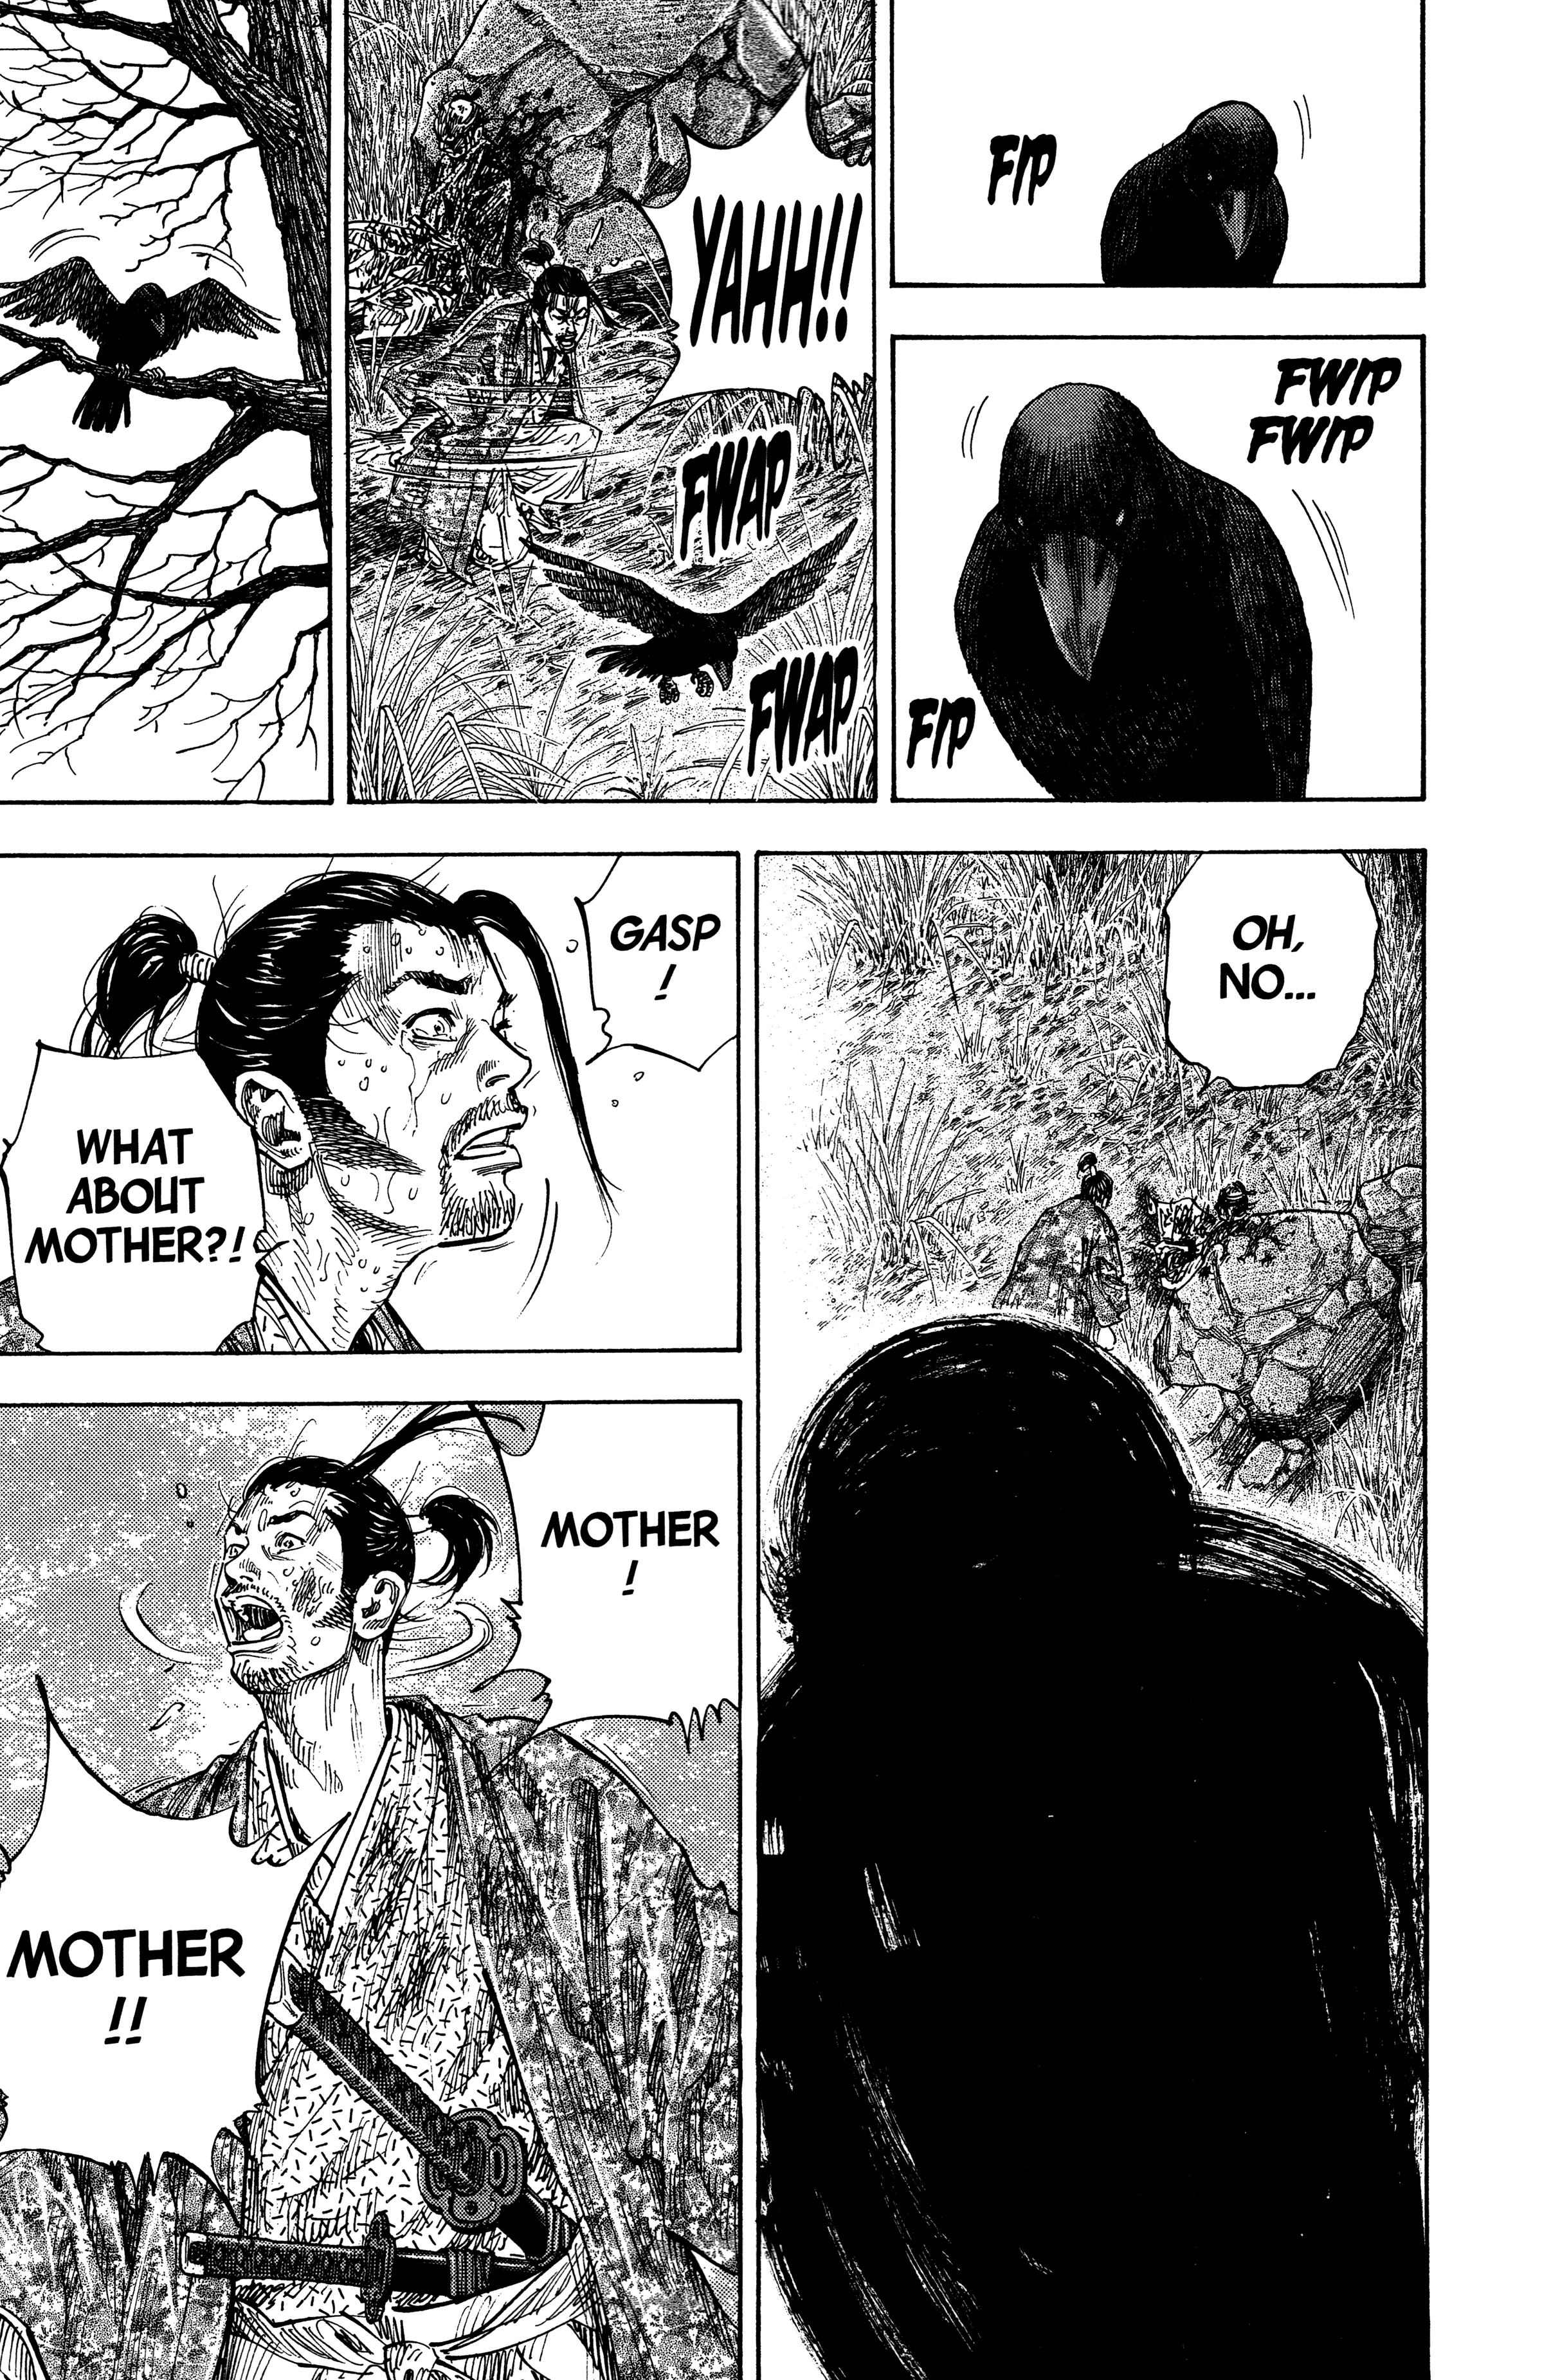 FIP
FWIP
FWIP
FIP
YAHH!!
FWAP
FWAP
OH,
NO...
GASP
!
WHAT
ABOUT
MOTHER?!
MOTHER
!
MOTHER
!!